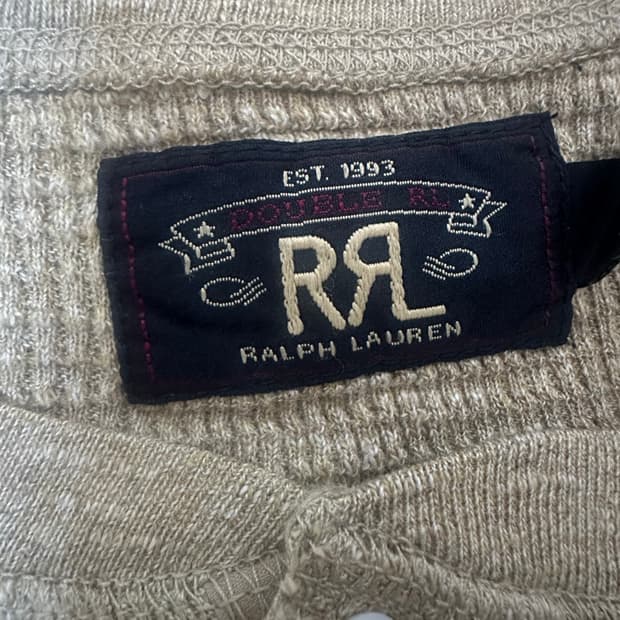 EST. 1993
DOUBLE RL
RRL
RALPH LAUREN